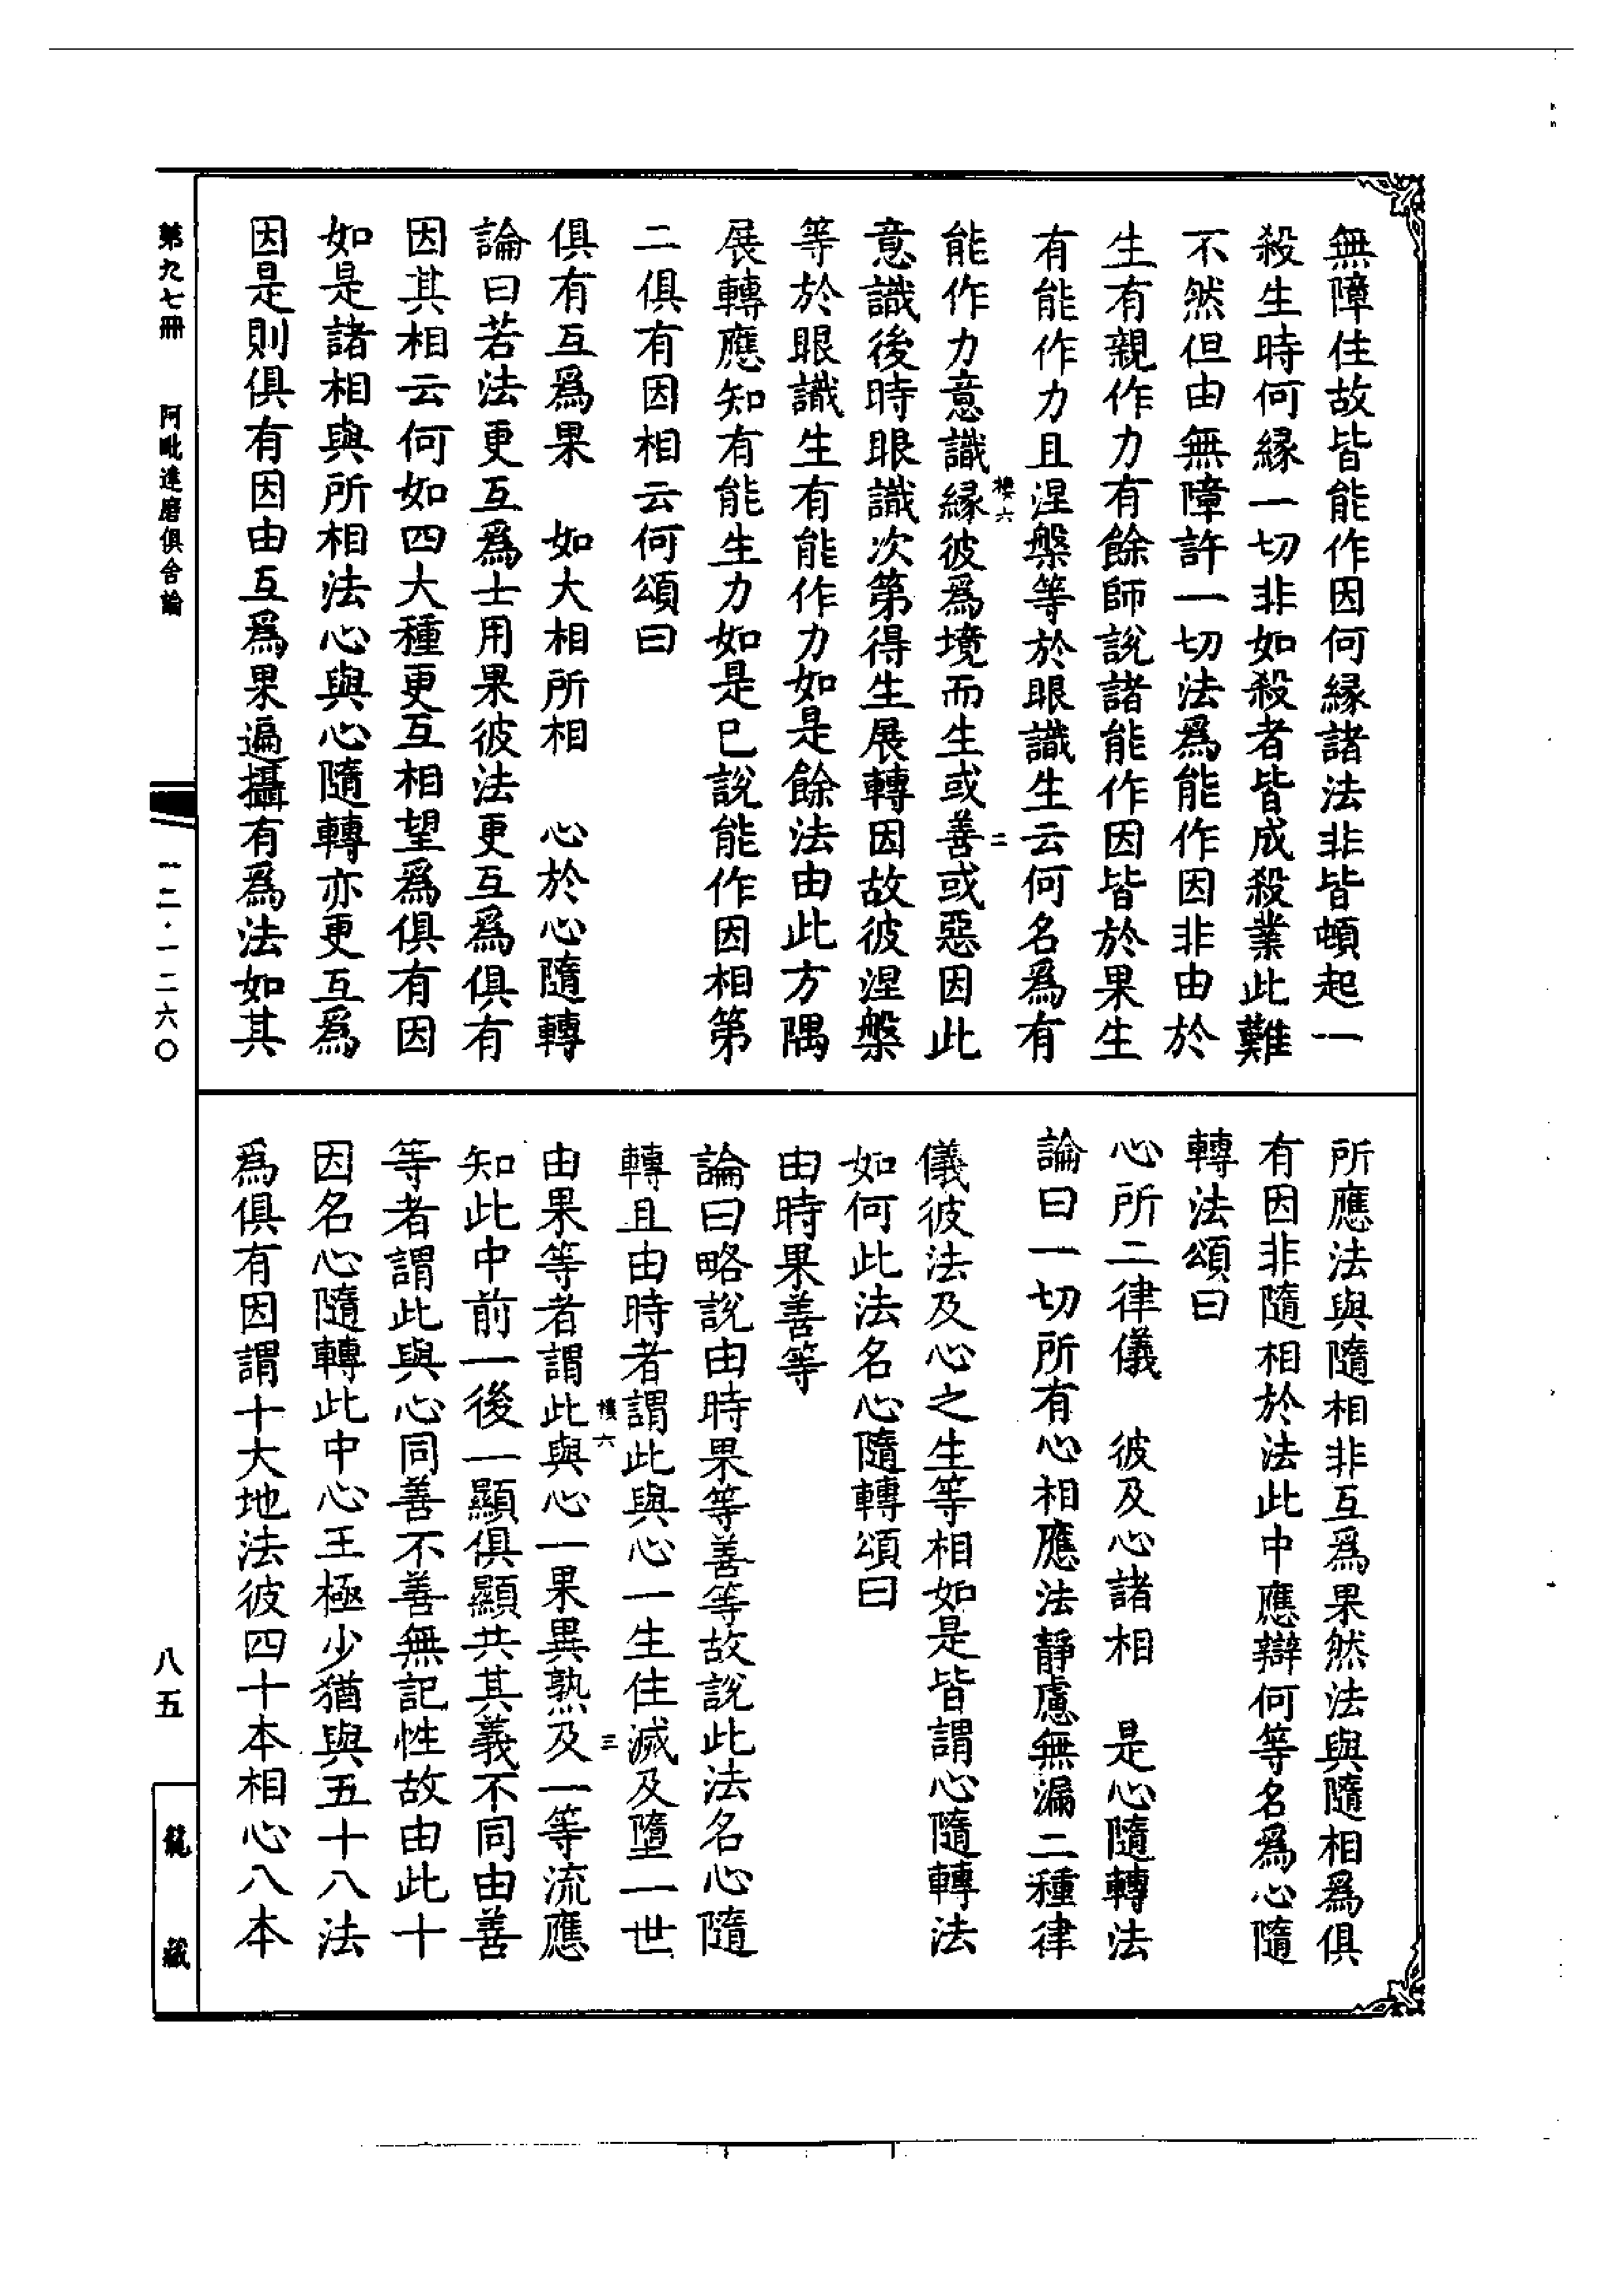 無障住故皆能作因何縁諸法非皆頓起一
殺生時何縁一切非如殺者皆成殺業此難
不然但由無障許一切法爲能作因非由於
生有親作力有餘師說諸能作因皆於果生
有能作力且涅槃等於眼識生云何名爲有
樓六 二
能作力意識縁彼爲境而生或善或惡因此
意識後時眼識次第得生展轉因故彼涅槃
等於眼識生有能作力如是餘法由此方隅
展轉應知有能生力如是已說能作因相第
二俱有因相云何頌曰
俱有互爲果 如大相所相 心於心隨轉
論曰若法更互爲士用果彼法更互爲俱有
因其相云何如四大種更互相望爲俱有因
如是諸相與所相法心與心隨轉亦更互爲
因是則俱有因由互爲果遍攝有爲法如其
所應法與隨相非互爲果然法與隨相爲俱
有因非隨相於法此中應辯何等名爲心隨
轉法頌曰
心所二律儀 彼及心諸相 是心隨轉法
論曰一切所有心相應法靜慮無漏二種律
儀彼法及心之生等相如是皆謂心隨轉法
如何此法名心隨轉頌曰
由時果善等
論曰略說由時果等善等故說此法名心隨
轉且由時者謂此與心一生住滅及墮一世
樓六 三
由果等者謂此與心一果異熟及一等流應
知此中前一後一顯俱顯共其義不同由善
等者謂此與心同善不善無記性故由此十
因名心隨轉此中心王極少猶與五十八法
爲俱有因謂十大地法彼四十本相心八本
第九七冊 阿毗達磨俱舍論 一二·一二六〇 八五 龍藏